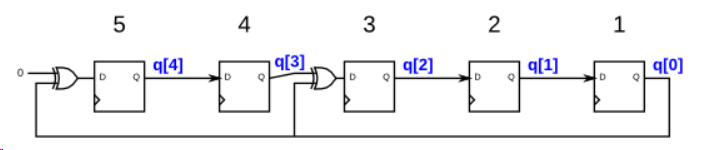 5 4 3 2 1
q[4] q[3] q[2] q[1] q[0]
0 D Q D Q D Q D Q D Q